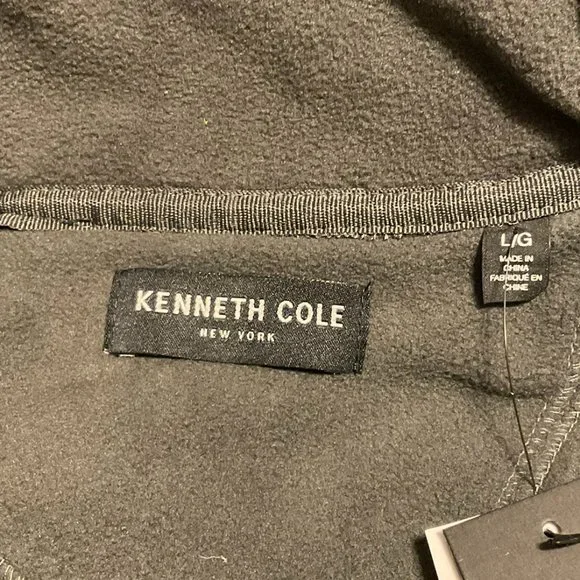 KENNETH COLE
NEW YORK
L/G
MADE IN
CHINA
FABRIQUÉ EN
CHINE